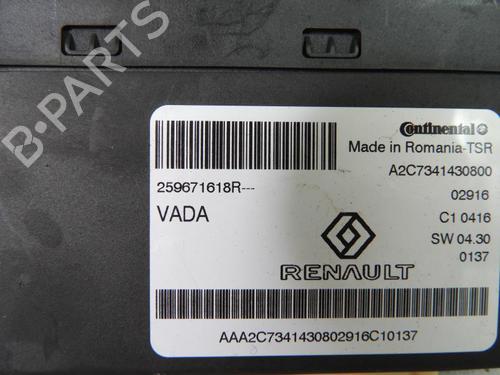 B-PARTS
Continental
Made in Romania-TSR
A2C7341430800
259671618R---
02916
VADA
C1 0416
SW 04.30
0137
RENAULT
AAA2C7341430802916C10137